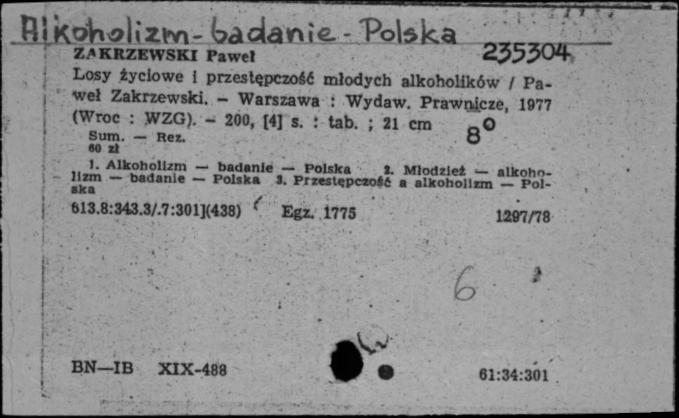 Alkoholizm - badanie - Polska
ZAKRZEWSKI Paweł 235304
Losy życiowe i przestępczość młodych alkoholików / Pa-
weł Zakrzewski. — Warszawa : Wydaw. Prawnicze, 1977
(Wroc : WZG). — 200, [4] s. : tab. ; 21 cm 8°
Sum. — Rez.
60 zł
1. Alkoholizm — badanie — Polska 2. Młodzież — alkoho-
lizm — badanie — Polska 3. Przestępczość a alkoholizm — Pol-
ska
613.8:343.3/.7:301](438) Egz. 1775 1297/78
6
BN—IB XIX-488 61:34:301